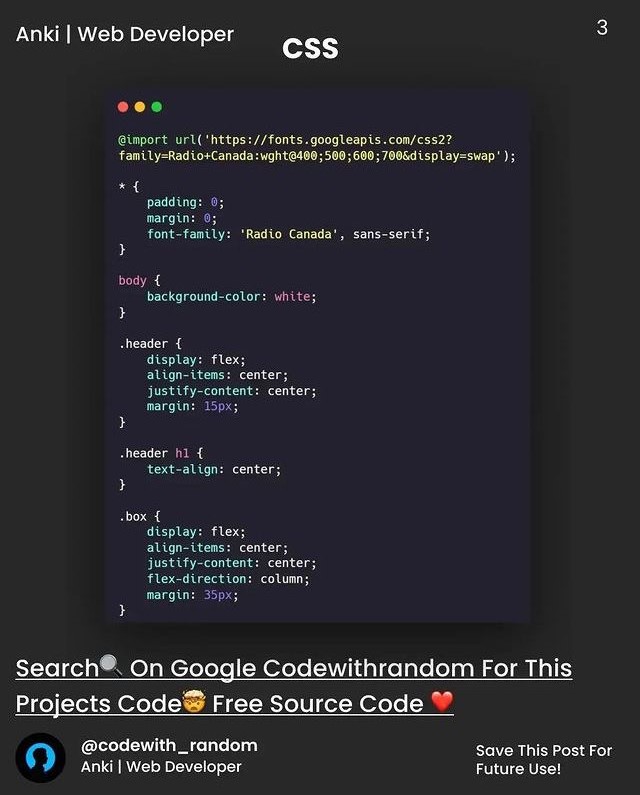 Anki | Web Developer
3
CSS
@import url('https://fonts.googleapis.com/css2?
family=Radio+Canada:wght@400;500;600;700&display=swap');
* {
    padding: 0;
    margin: 0;
    font-family: 'Radio Canada', sans-serif;
}
body {
    background-color: white;
}
.header {
    display: flex;
    align-items: center;
    justify-content: center;
    margin: 15px;
}
.header h1 {
    text-align: center;
}
.box {
    display: flex;
    align-items: center;
    justify-content: center;
    flex-direction: column;
    margin: 35px;
}
Search🔍 On Google Codewithrandom For This
Projects Code🤯 Free Source Code ❤️
@codewith_random
Anki | Web Developer
Save This Post For
Future Use!